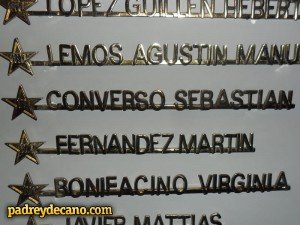 LOPEZ GUILLEN HEBERT
LEMOS AGUSTIN MANU
CONVERSO SEBASTIAN
FERNANDEZ MARTIN
BONIFACINO VIRGINIA
JAVIER MATTIAS
padreydecano.com